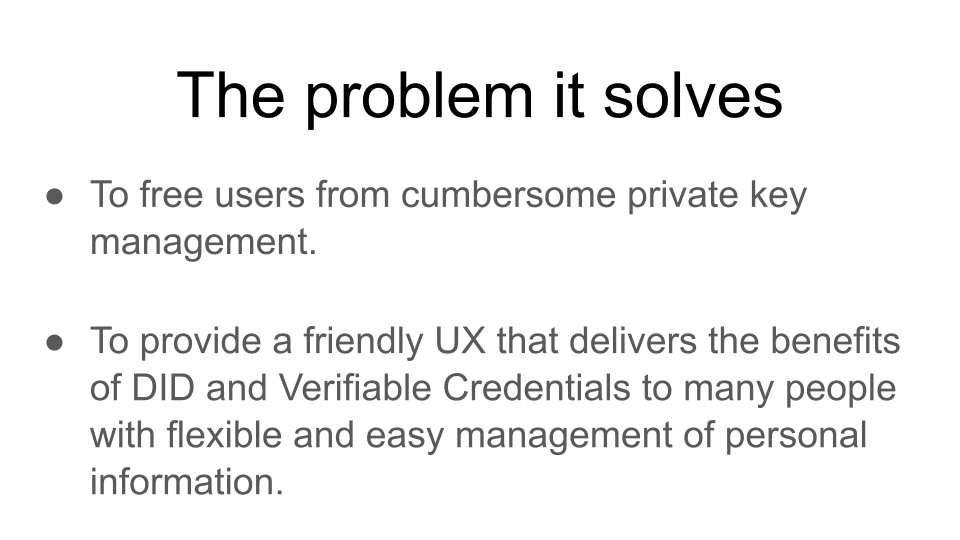 The problem it solves
● To free users from cumbersome private key
management.
● To provide a friendly UX that delivers the benefits
of DID and Verifiable Credentials to many people
with flexible and easy management of personal
information.